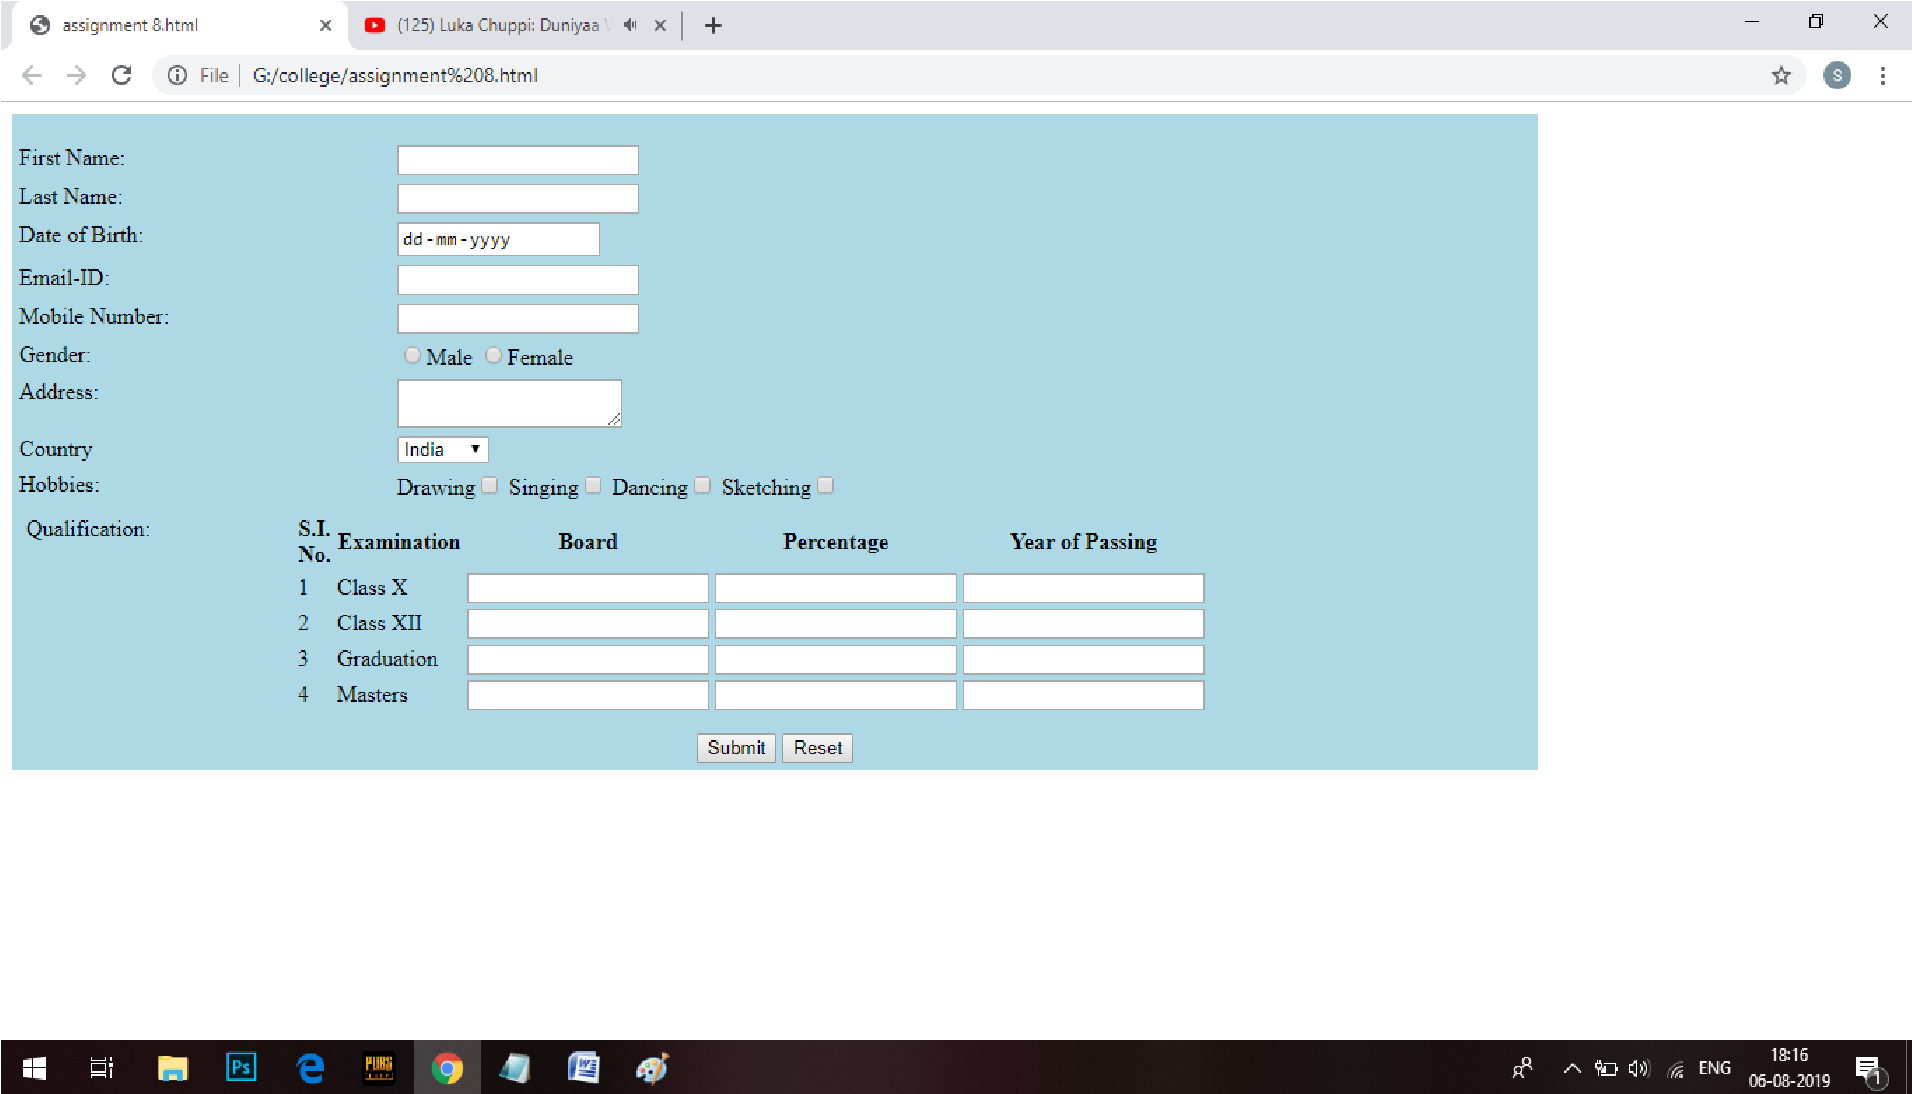 assignment 8.html
(125) Luka Chuppi: Duniyaa
File
G:/college/assignment%208.html
S
First Name:
Last Name:
Date of Birth:
dd-mm-yyyy
Email-ID:
Mobile Number:
Gender:
Male Female
Address:
Country
India
Hobbies:
Drawing Singing Dancing Sketching
Qualification:
S.I. No. Examination Board Percentage Year of Passing
1 Class X
2 Class XII
3 Graduation
4 Masters
Submit Reset
Ps
PUBG
ENG
18:16
06-08-2019
1